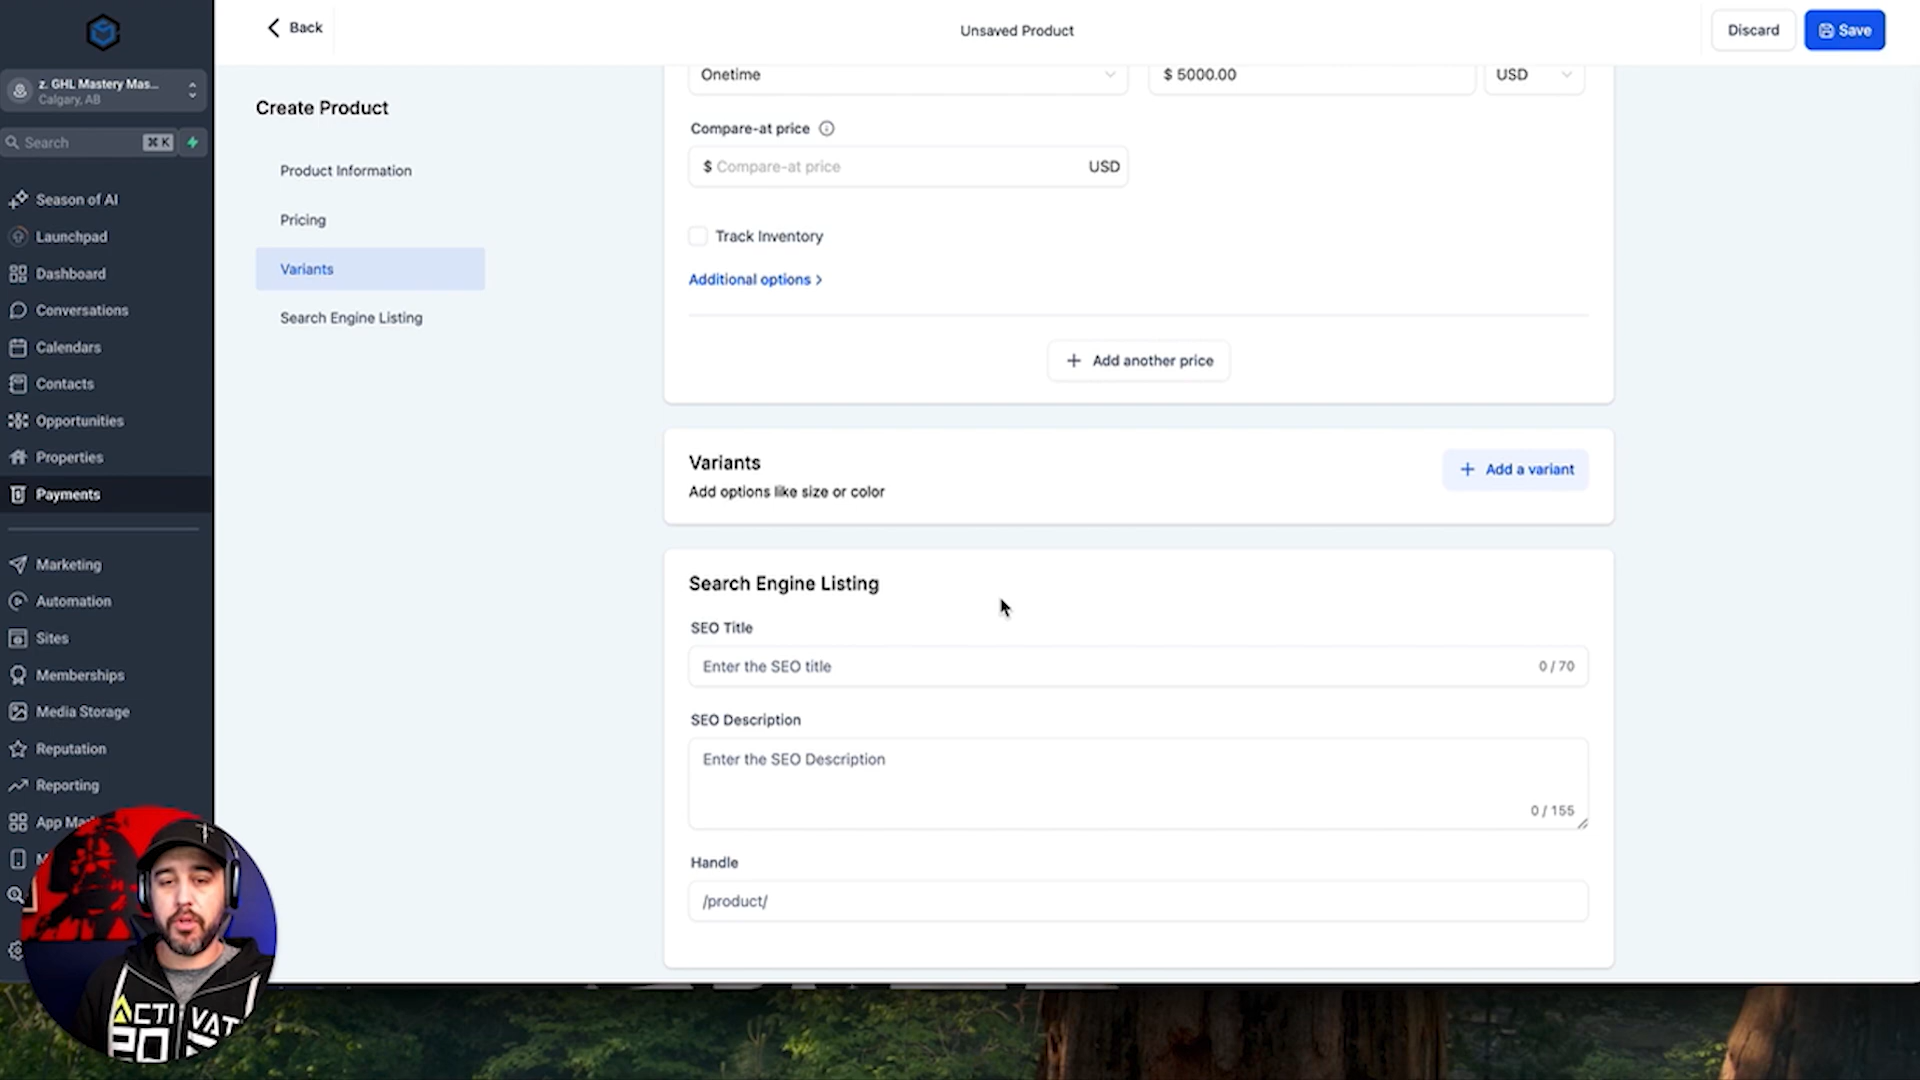 Back
Unsaved Product
Discard
Save
z. GHL Mastery Mas...
Calgary, AB
Search
⌘ K
Season of AI
Launchpad
Dashboard
Conversations
Calendars
Contacts
Opportunities
Properties
Payments
Marketing
Automation
Sites
Memberships
Media Storage
Reputation
Reporting
Create Product
Product Information
Pricing
Variants
Search Engine Listing
Onetime
$ 5000.00
USD
Compare-at price
$ Compare-at price
USD
Track Inventory
Additional options >
+ Add another price
Variants
Add options like size or color
+ Add a variant
Search Engine Listing
SEO Title
Enter the SEO title
0 / 70
SEO Description
Enter the SEO Description
0 / 155
Handle
/product/
App